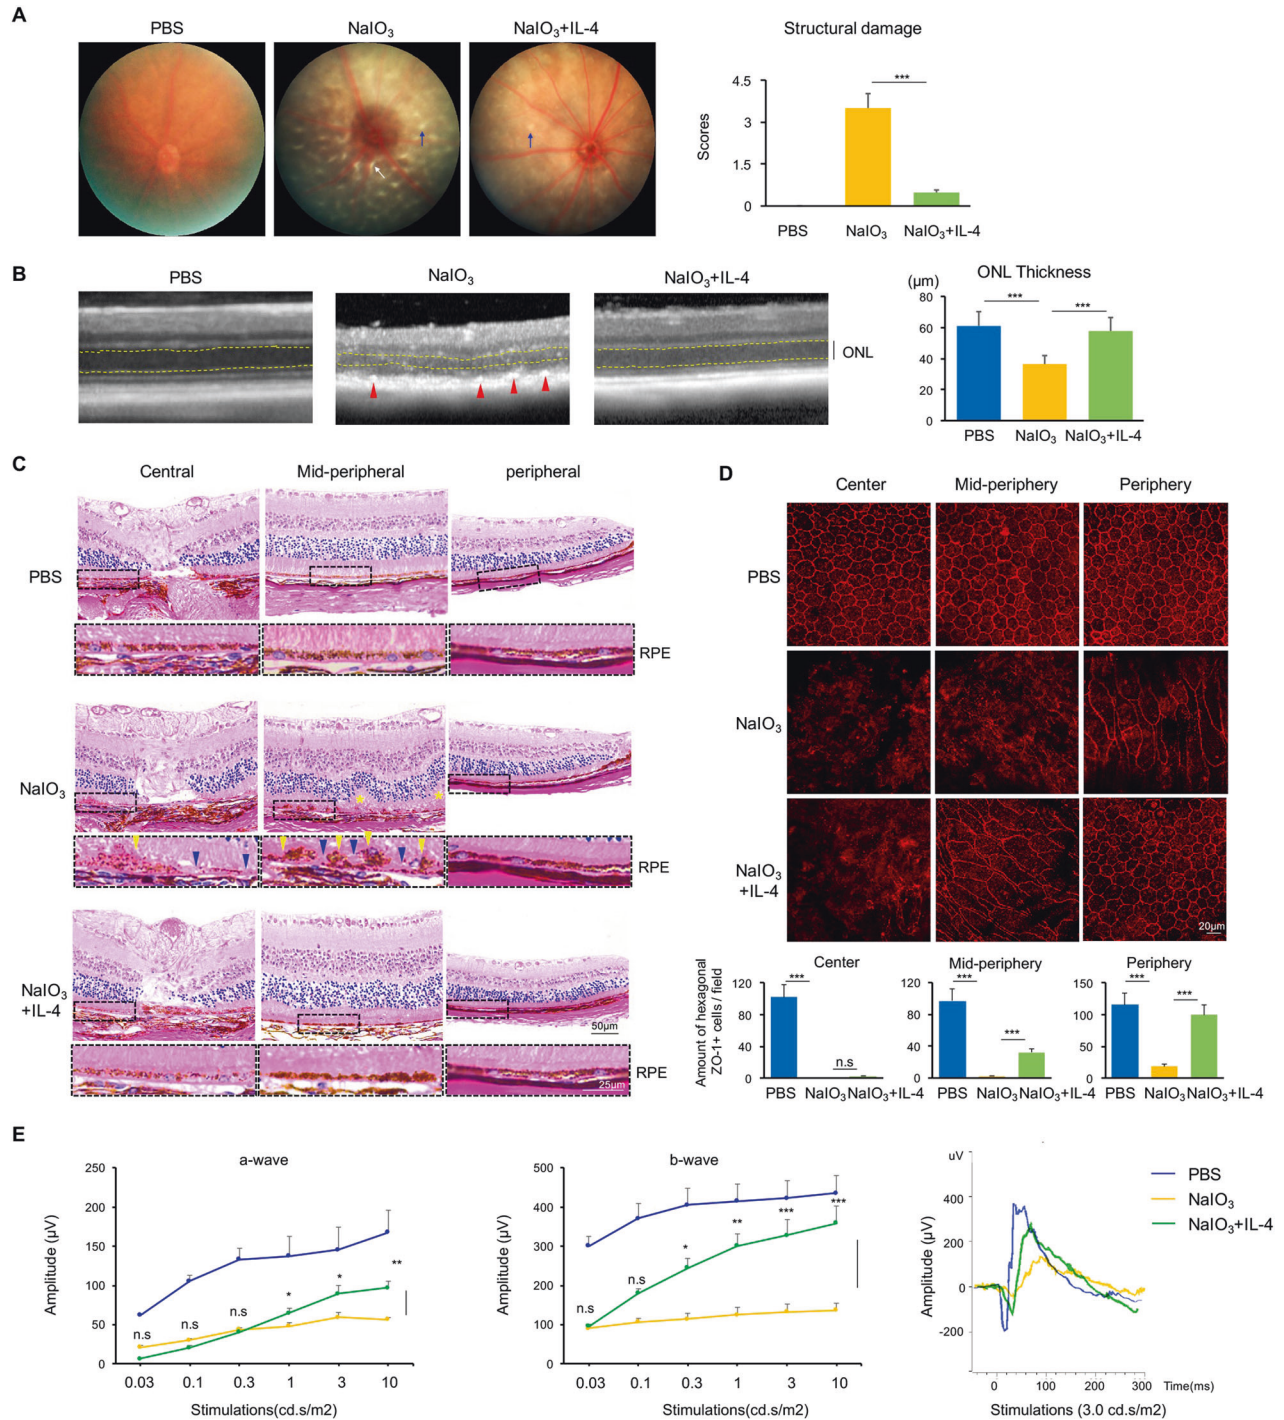 A
PBS
NaIO3
NaIO3+IL-4
Structural damage
4.5
3
1.5
0
Scores
***
PBS
NaIO3
NaIO3+IL-4
B
PBS
NaIO3
NaIO3+IL-4
ONL
ONL Thickness
(μm)
80
60
40
20
0
***
***
PBS
NaIO3
NaIO3+IL-4
C
Central
Mid-peripheral
peripheral
PBS
RPE
NaIO3
RPE
NaIO3
+IL-4
50μm
25μm
RPE
D
Center
Mid-periphery
Periphery
PBS
NaIO3
NaIO3
+IL-4
20μm
Amount of hexagonal
ZO-1+ cells / field
Center
120
80
40
0
***
n.s
PBS
NaIO3
NaIO3+IL-4
Mid-periphery
120
80
40
0
***
***
PBS
NaIO3
NaIO3+IL-4
Periphery
150
100
50
0
***
***
PBS
NaIO3
NaIO3+IL-4
E
a-wave
Amplitude (μV)
250
200
150
100
50
0
n.s
n.s
n.s
*
*
**
0.03
0.1
0.3
1
3
10
Stimulations(cd.s/m2)
b-wave
Amplitude (μV)
500
400
300
200
100
0
n.s
n.s
*
**
***
***
0.03
0.1
0.3
1
3
10
Stimulations(cd.s/m2)
uV
Amplitude (μV)
400
200
0
-200
0
100
200
300
Time(ms)
Stimulations (3.0 cd.s/m2)
PBS
NaIO3
NaIO3+IL-4